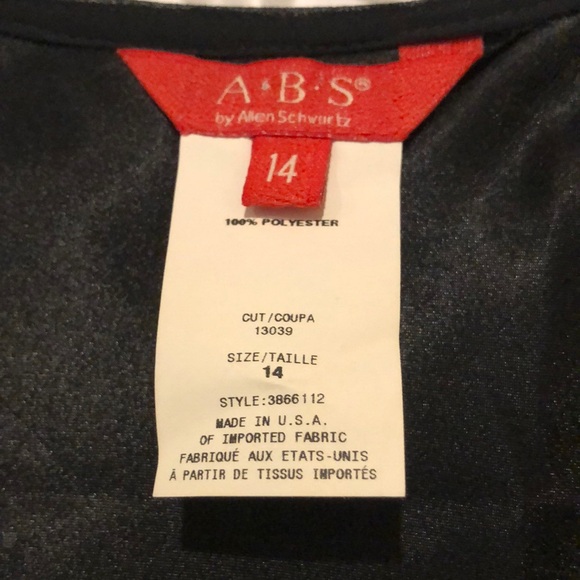 A·B·S®
by Allen Schwartz
14
100% POLYESTER
CUT/COUPA
13039
SIZE/TAILLE
14
STYLE:3866112
MADE IN U.S.A.
OF IMPORTED FABRIC
FABRIQUÉ AUX ETATS-UNIS
À PARTIR DE TISSUS IMPORTÉS